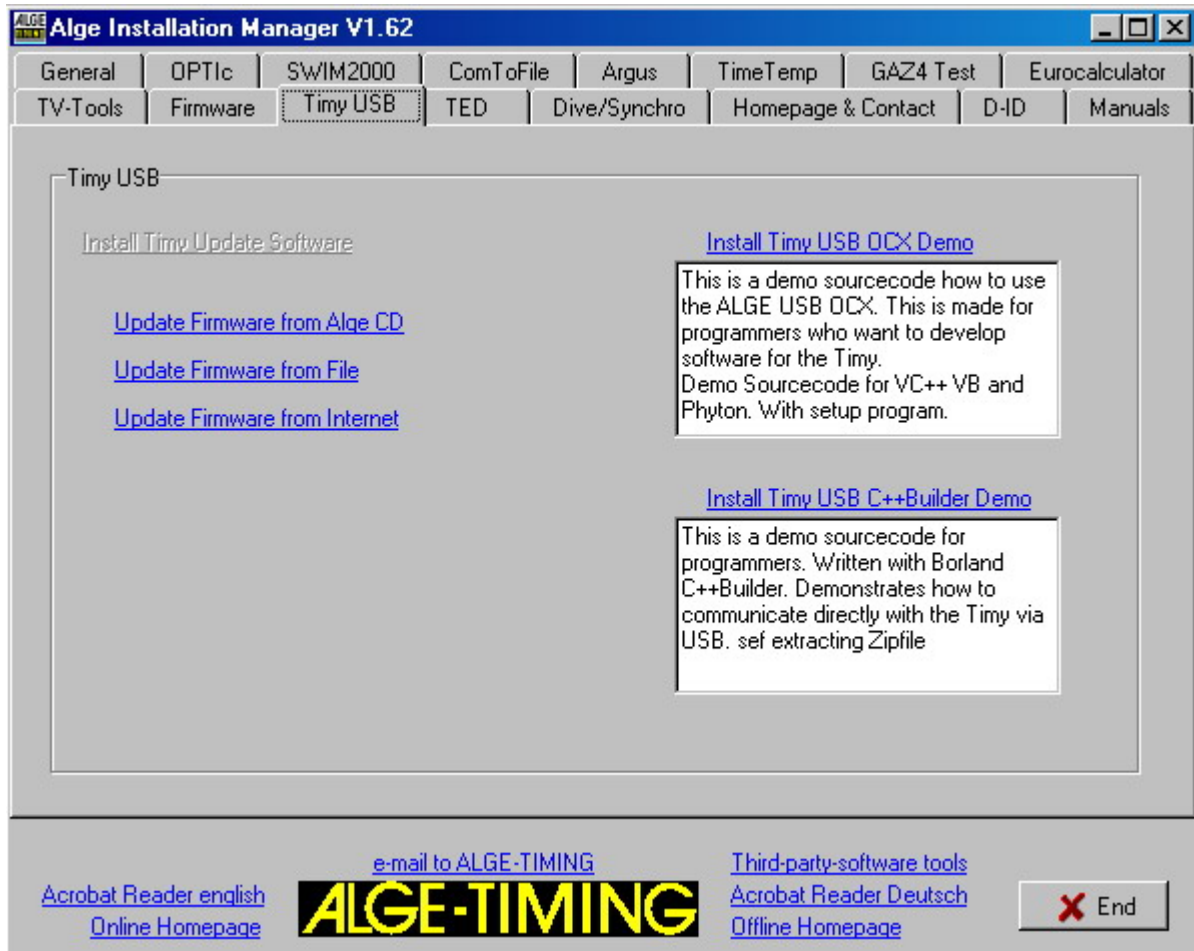 ALGE
TIMING
Alge Installation Manager V1.62
General OPTIc SWIM2000 ComToFile Argus TimeTemp GAZ4 Test Eurocalculator
TV-Tools Firmware Timy USB TED Dive/Synchro Homepage & Contact D-ID Manuals
Timy USB
Install Timy Update Software
Update Firmware from Alge CD
Update Firmware from File
Update Firmware from Internet
Install Timy USB OCX Demo
This is a demo sourcecode how to use
the ALGE USB OCX. This is made for
programmers who want to develop
software for the Timy.
Demo Sourcecode for VC++ VB and
Phyton. With setup program.
Install Timy USB C++Builder Demo
This is a demo sourcecode for
programmers. Written with Borland
C++Builder. Demonstrates how to
communicate directly with the Timy via
USB. sef extracting Zipfile
e-mail to ALGE-TIMING
Third-party-software tools
Acrobat Reader english
ALGE-TIMING
Acrobat Reader Deutsch
Online Homepage
Offline Homepage
End